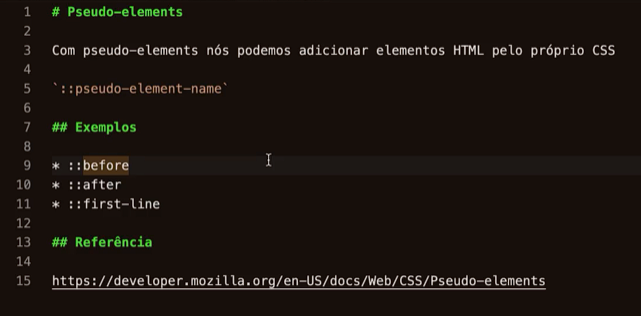 1 # Pseudo-elements
2
3 Com pseudo-elements nós podemos adicionar elementos HTML pelo próprio CSS
4
5 `::pseudo-element-name`
6
7 ## Exemplos
8
9 * ::before
10 * ::after
11 * ::first-line
12
13 ## Referência
14
15 https://developer.mozilla.org/en-US/docs/Web/CSS/Pseudo-elements